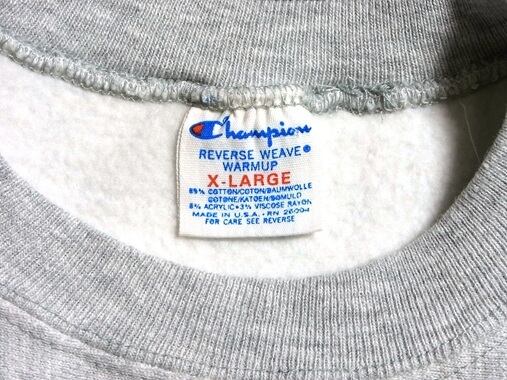 Champion
REVERSE WEAVE®
WARMUP
X-LARGE
89% COTTON/COTON/BAUMWOLLE
COTONE/KATOEN/BOMULD
8% ACRYLIC•3% VISCOSE RAYON
MADE IN U.S.A.-RN 26094
FOR CARE SEE REVERSE